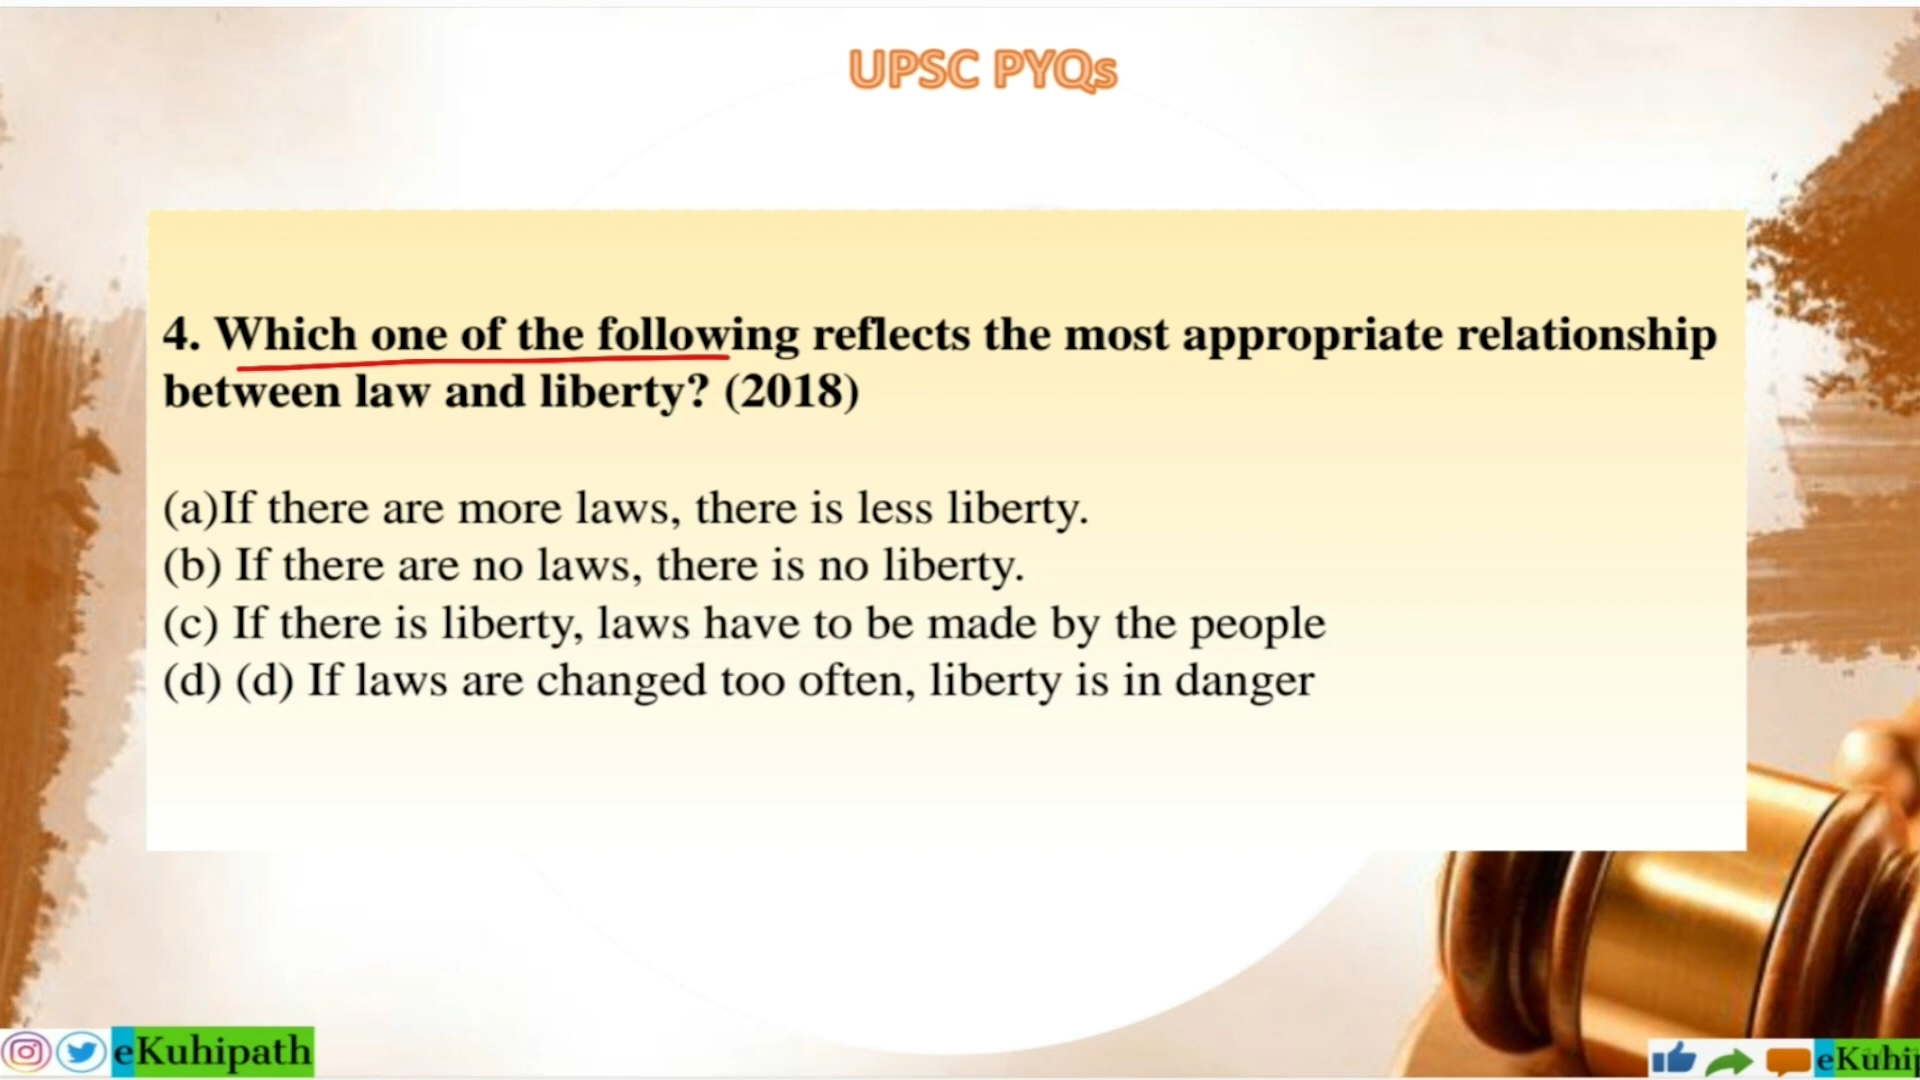 UPSC PYQs
4. Which one of the following reflects the most appropriate relationship
between law and liberty? (2018)
(a)If there are more laws, there is less liberty.
(b) If there are no laws, there is no liberty.
(c) If there is liberty, laws have to be made by the people
(d) (d) If laws are changed too often, liberty is in danger
eKuhipath
eKuhip